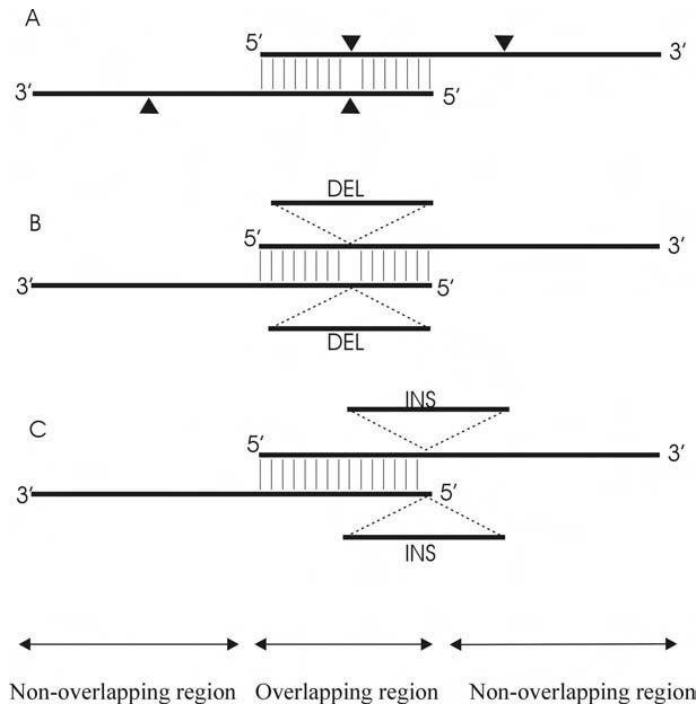 A
5′
3′
3′
5′
DEL
B
5′
3′
5′
DEL
INS
C
5′
3′
3′
5′
INS
Non-overlapping region Overlapping region Non-overlapping region